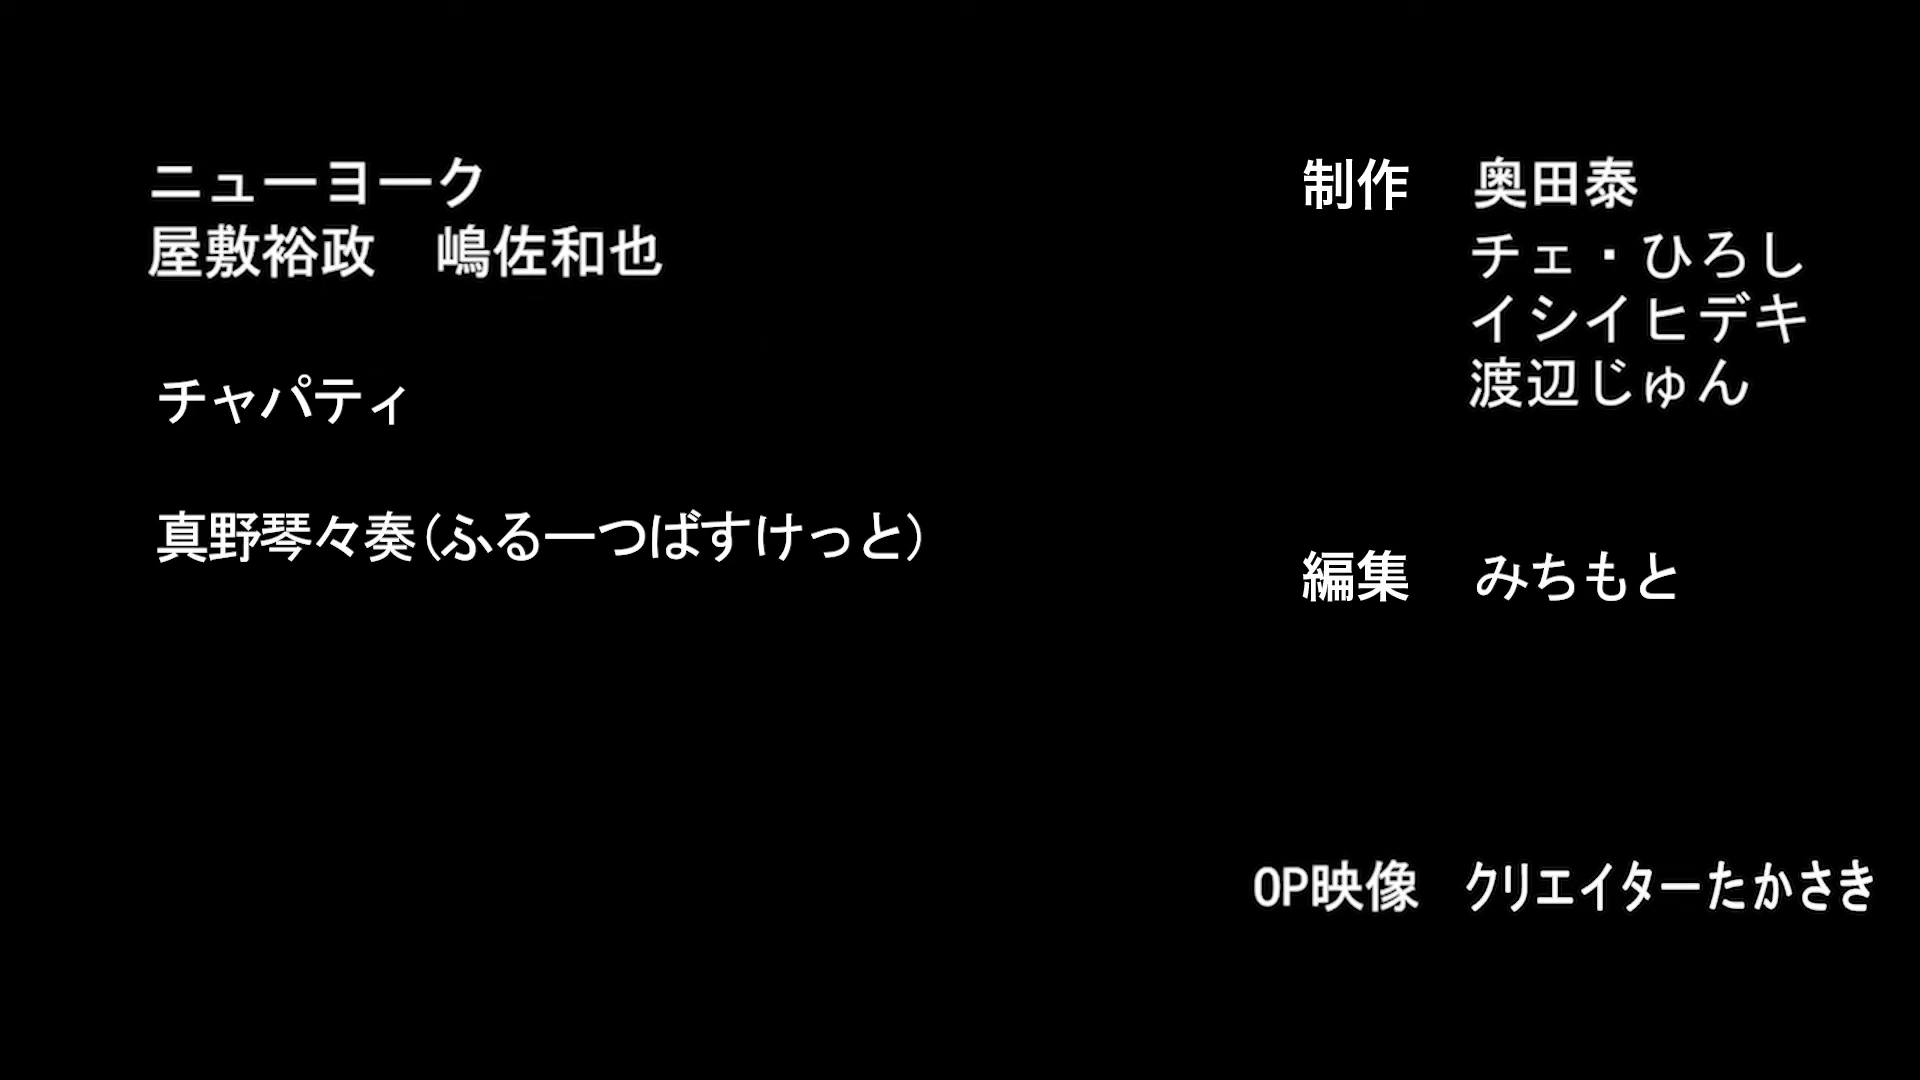 ニューヨーク
屋敷裕政　嶋佐和也
チャパティ
真野琴々奏(ふるーつばすけっと)
制作　奥田泰
チェ・ひろし
イシイヒデキ
渡辺じゅん
編集　みちもと
OP映像　クリエイターたかさき